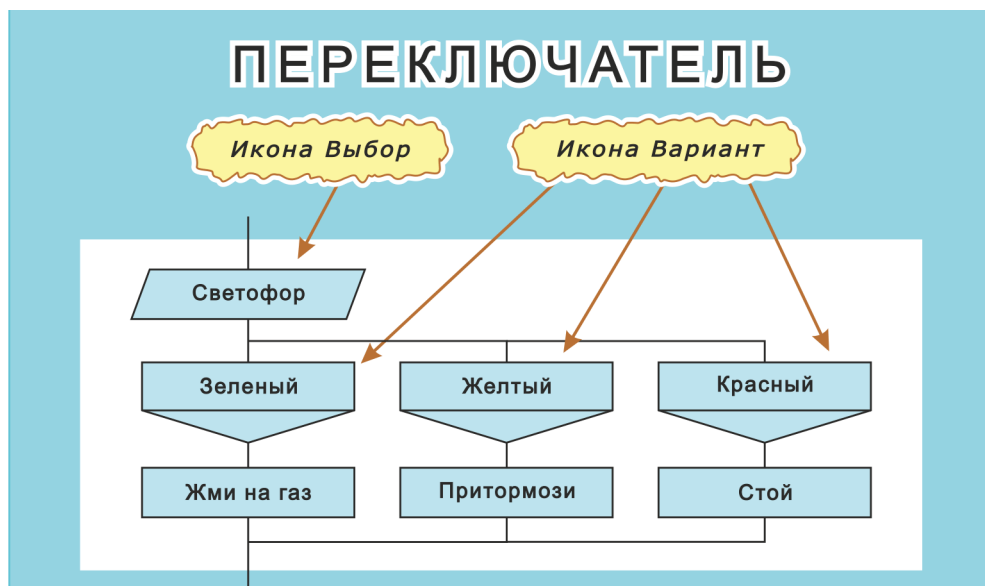 ПЕРЕКЛЮЧАТЕЛЬ
Икона Выбор
Икона Вариант
Светофор
Зеленый
Желтый
Красный
Жми на газ
Притормози
Стой